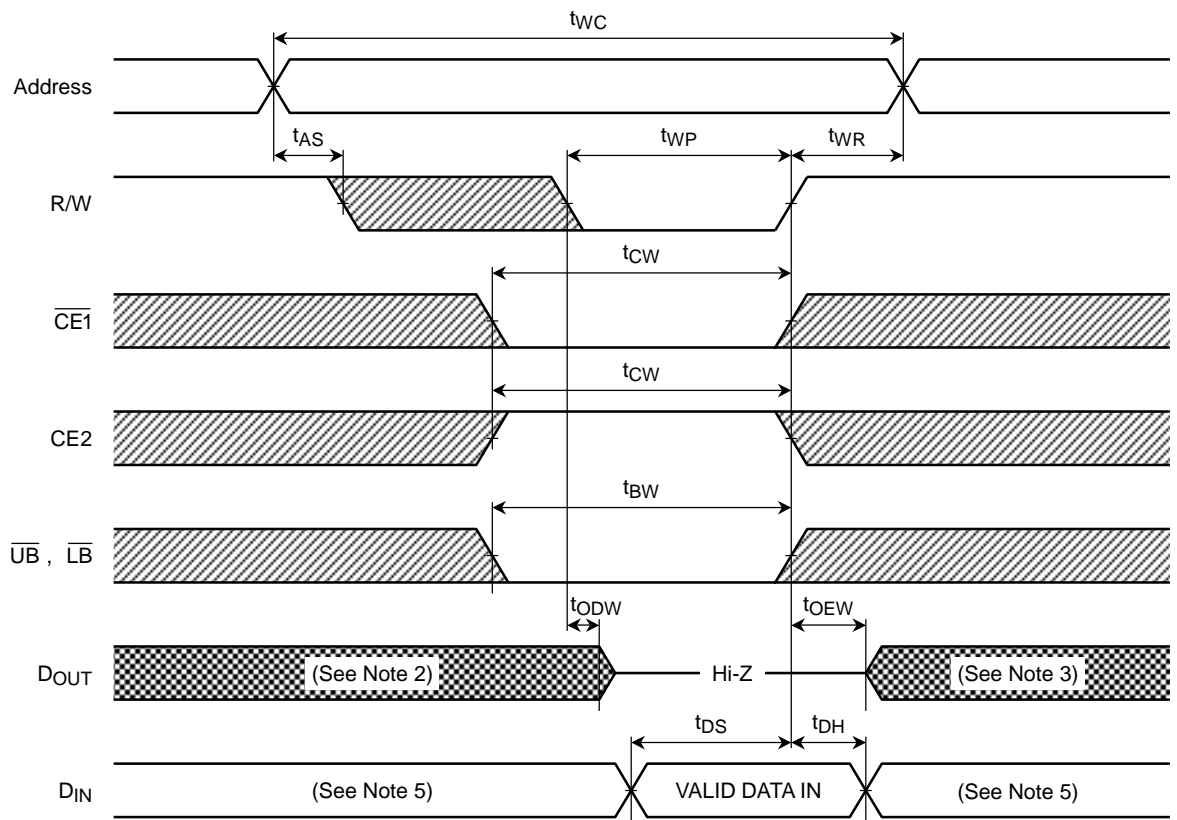 tWC
Address
tAS
tWP
tWR
R/W
tCW
CE1
tCW
CE2
tBW
UB , LB
tODW
tOEW
DOUT
(See Note 2)
Hi-Z
(See Note 3)
tDS
tDH
DIN
(See Note 5)
VALID DATA IN
(See Note 5)